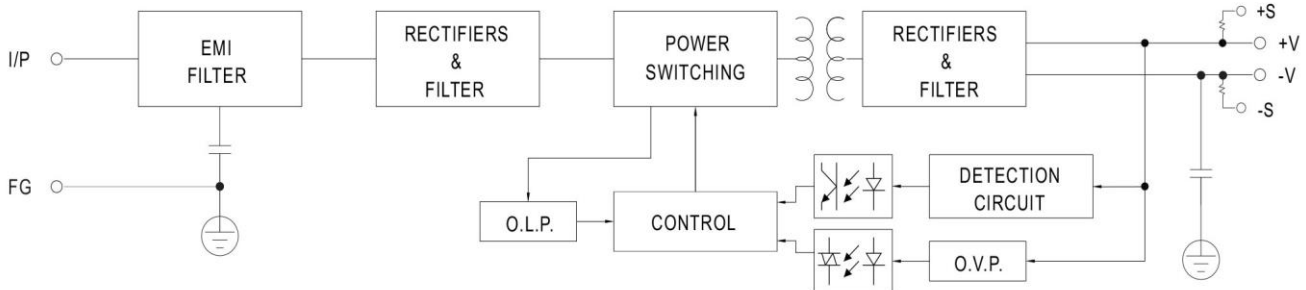 I/P
EMI
FILTER
RECTIFIERS
&
FILTER
POWER
SWITCHING
RECTIFIERS
&
FILTER
+S
+V
-V
-S
FG
O.L.P.
CONTROL
DETECTION
CIRCUIT
O.V.P.